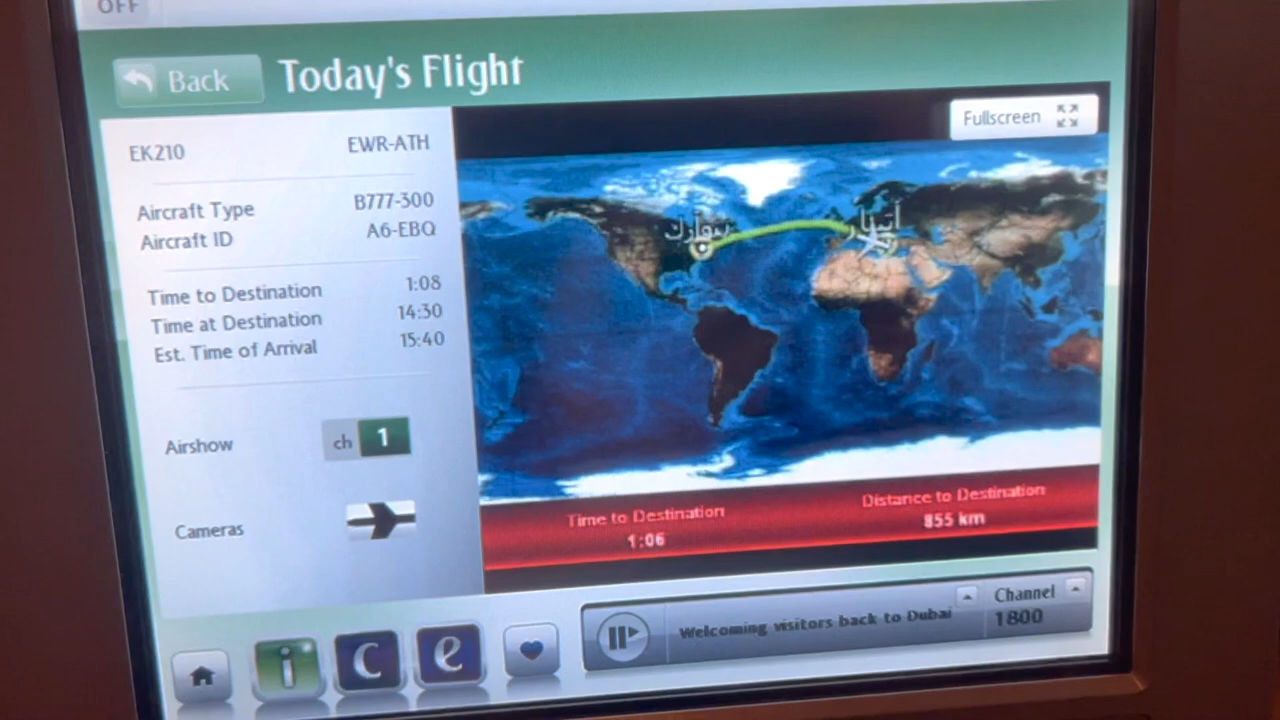 OFF
Back
Today's Flight
EK210 EWR-ATH
Aircraft Type B777-300
Aircraft ID A6-EBQ
Time to Destination 1:08
Time at Destination 14:30
Est. Time of Arrival 15:40
Airshow ch 1
Cameras
Fullscreen
نيوآرك
Time to Destination
1:06
Distance to Destination
855 km
i C e
Welcoming visitors back to Dubai
Channel
1800